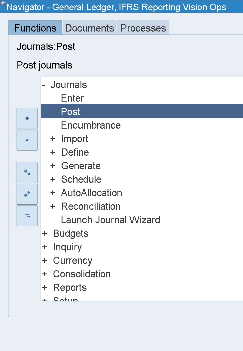 Navigator - General Ledger, IFRS Reporting Vision Ops
Functions Documents Processes
Journals:Post
Post journals
- Journals
Enter
Post
Encumbrance
+ Import
+ Define
+ Generate
+ Schedule
+ AutoAllocation
+ Reconciliation
Launch Journal Wizard
+ Budgets
+ Inquiry
+ Currency
+ Consolidation
+ Reports
+ Setup